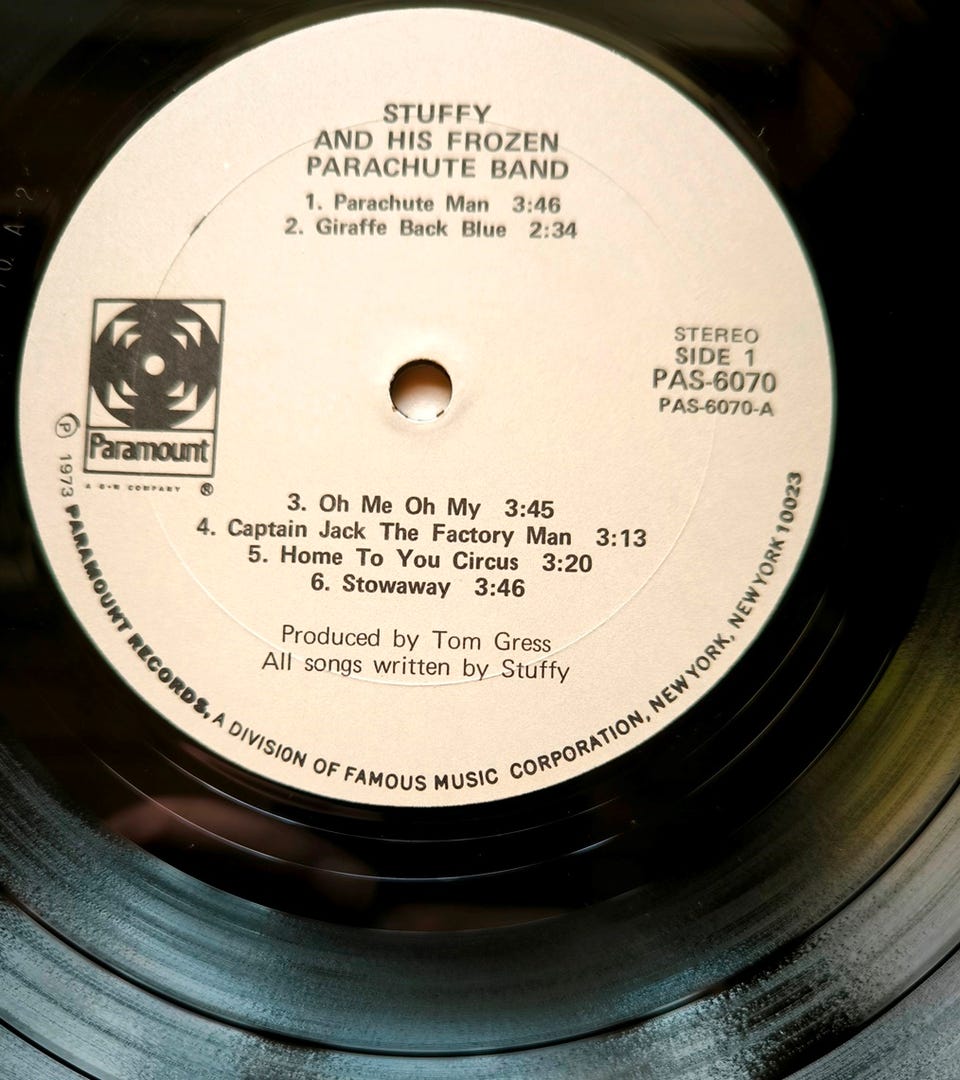 STUFFY
AND HIS FROZEN
PARACHUTE BAND
1. Parachute Man 3:46
2. Giraffe Back Blue 2:34
Paramount
A G+W COMPANY ®
STEREO
SIDE 1
PAS-6070
PAS-6070-A
3. Oh Me Oh My 3:45
4. Captain Jack The Factory Man 3:13
5. Home To You Circus 3:20
6. Stowaway 3:46
Produced by Tom Gress
All songs written by Stuffy
Ⓟ 1973 PARAMOUNT RECORDS, A DIVISION OF FAMOUS MUSIC CORPORATION, NEW YORK, NEW YORK 10023